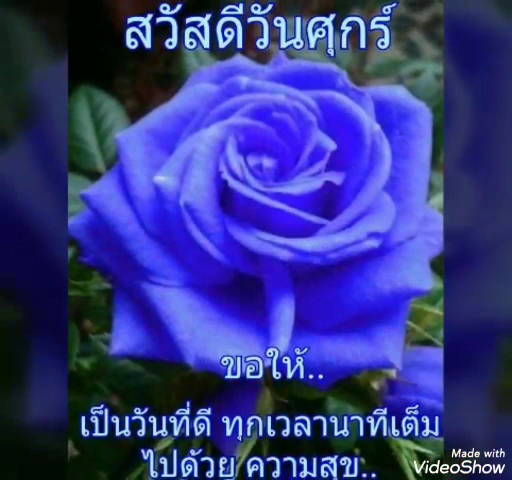 สวัสดีวันศุกร์
ขอให้..
เป็นวันที่ดี ทุกเวลานาทีเต็ม
ไปด้วย ความสุข..
Made with
VideoShow